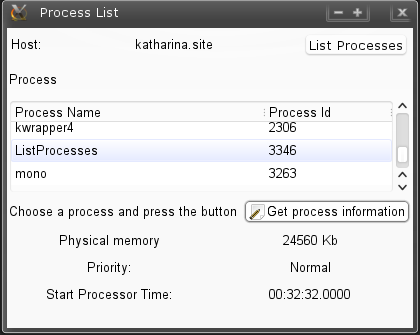 Process List
Host: katharina.site List Processes
Process
Process Name Process Id
kwrapper4 2306
ListProcesses 3346
mono 3263
Choose a process and press the button Get process information
Physical memory 24560 Kb
Priority: Normal
Start Processor Time: 00:32:32.0000